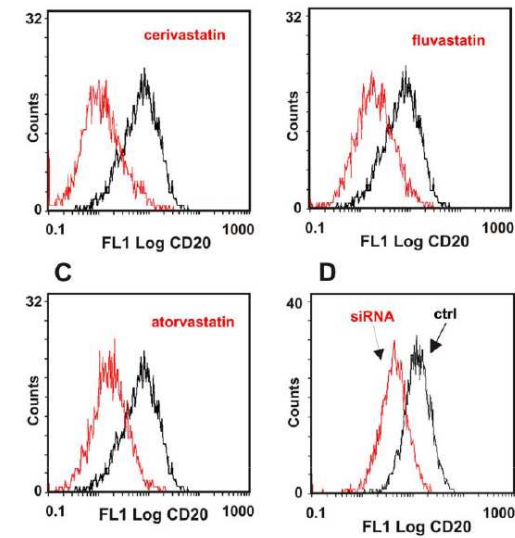 32
cerivastatin
Counts
0
0.1
1000
FL1 Log CD20
32
fluvastatin
Counts
0
0.1
1000
FL1 Log CD20
C
32
atorvastatin
Counts
0
0.1
1000
FL1 Log CD20
D
40
siRNA
ctrl
Counts
0
0.1
1000
FL1 Log CD20